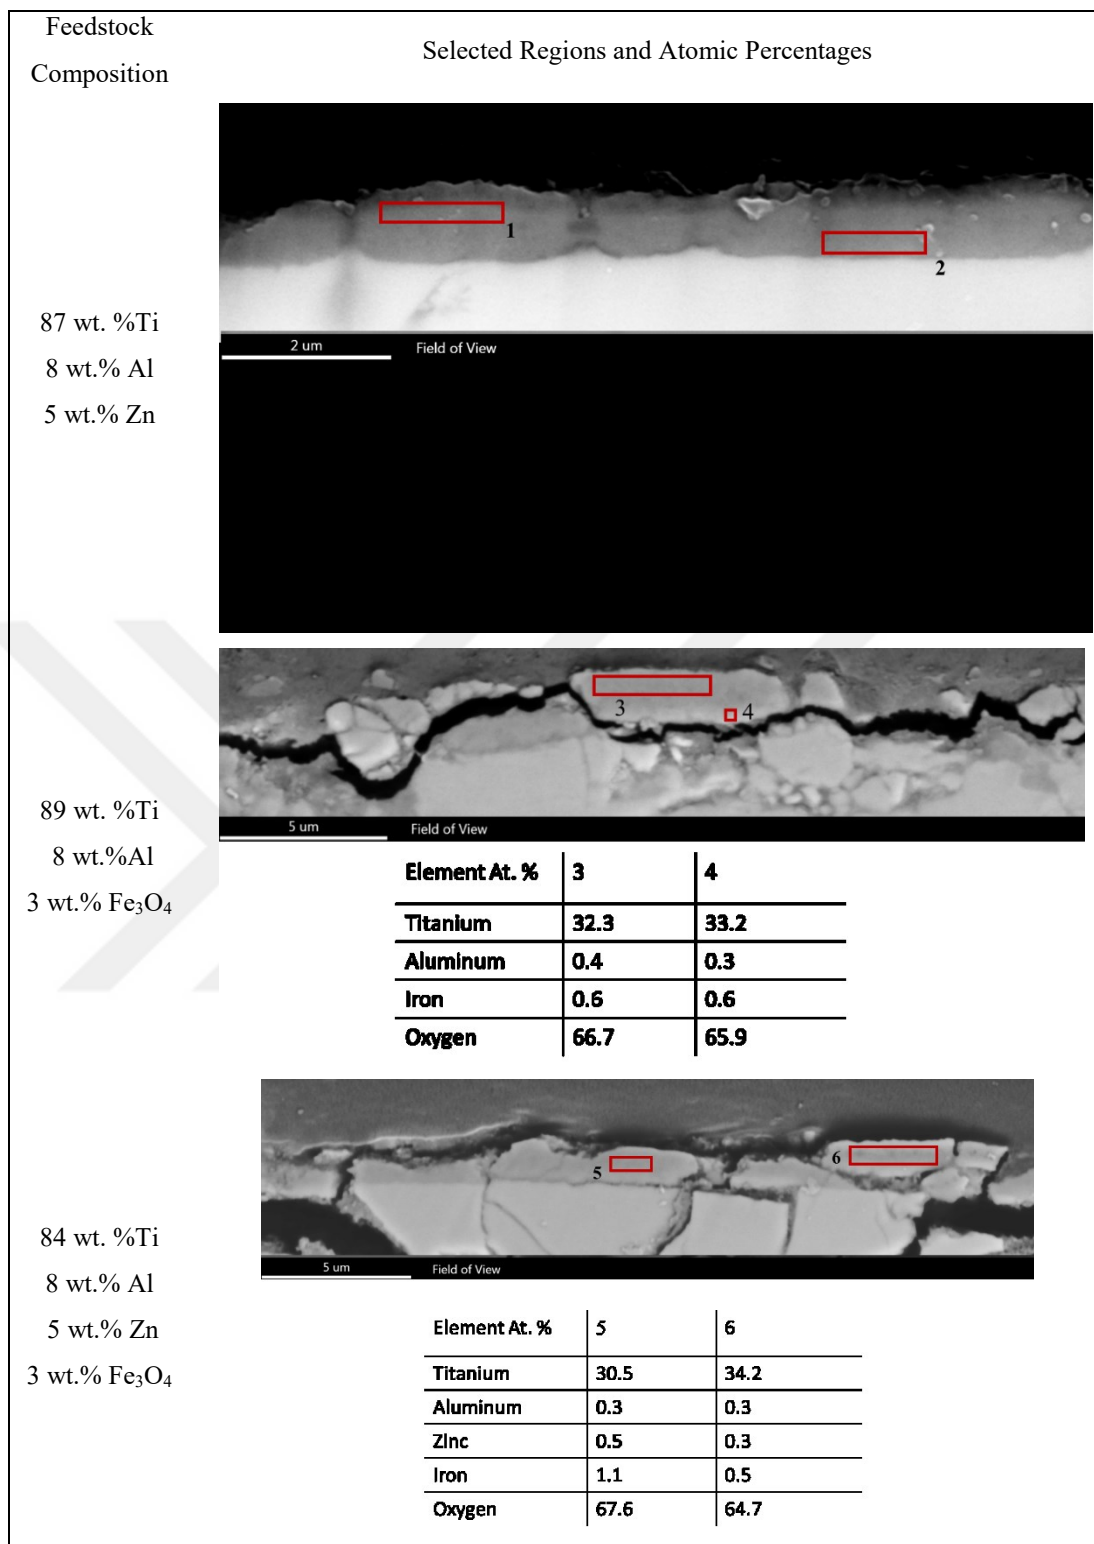 Feedstock
Composition
Selected Regions and Atomic Percentages
87 wt. %Ti
8 wt.% Al
5 wt.% Zn
1
2
2 um Field of View
89 wt. %Ti
8 wt.%Al
3 wt.% Fe₃O₄
3
4
5 um Field of View
Element At. % 3 4
Titanium 32.3 33.2
Aluminum 0.4 0.3
Iron 0.6 0.6
Oxygen 66.7 65.9
84 wt. %Ti
8 wt.% Al
5 wt.% Zn
3 wt.% Fe₃O₄
5
6
5 um Field of View
Element At. % 5 6
Titanium 30.5 34.2
Aluminum 0.3 0.3
Zinc 0.5 0.3
Iron 1.1 0.5
Oxygen 67.6 64.7